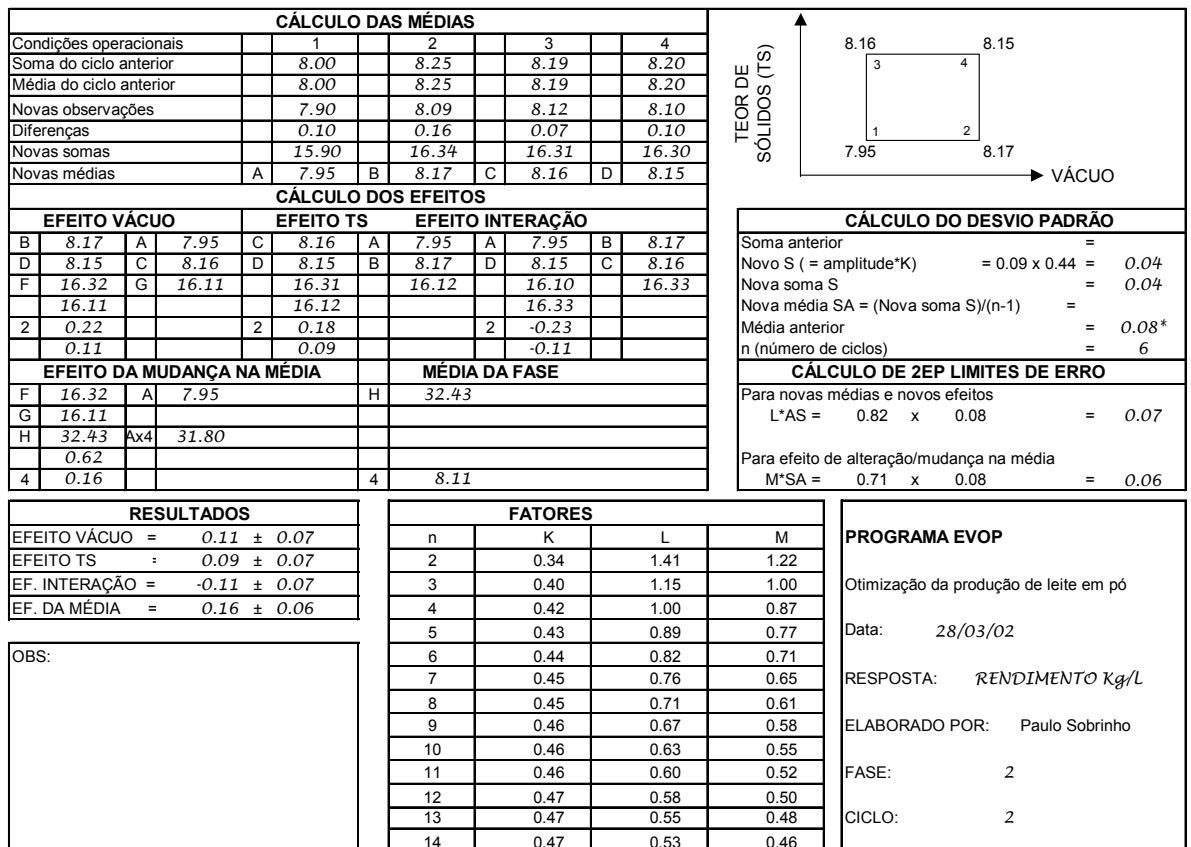 CÁLCULO DAS MÉDIAS
Condições operacionais 1 2 3 4
Soma do ciclo anterior 8.00 8.25 8.19 8.20
Média do ciclo anterior 8.00 8.25 8.19 8.20
Novas observações 7.90 8.09 8.12 8.10
Diferenças 0.10 0.16 0.07 0.10
Novas somas 15.90 16.34 16.31 16.30
Novas médias A 7.95 B 8.17 C 8.16 D 8.15
TEOR DE
SÓLIDOS (TS)
8.16 8.15
3 4
1 2
7.95 8.17
VÁCUO
CÁLCULO DOS EFEITOS
EFEITO VÁCUO EFEITO TS EFEITO INTERAÇÃO
B 8.17 A 7.95 C 8.16 A 7.95 A 7.95 B 8.17
D 8.15 C 8.16 D 8.15 B 8.17 D 8.15 C 8.16
F 16.32 G 16.11 16.31 16.12 16.10 16.33
16.11 16.12 16.33
2 0.22 2 0.18 2 -0.23
0.11 0.09 -0.11
EFEITO DA MUDANÇA NA MÉDIA MÉDIA DA FASE
F 16.32 A 7.95 H 32.43
G 16.11
H 32.43 Ax4 31.80
0.62
4 0.16 4 8.11
CÁLCULO DO DESVIO PADRÃO
Soma anterior =
Novo S ( = amplitude*K) = 0.09 x 0.44 = 0.04
Nova soma S = 0.04
Nova média SA = (Nova soma S)/(n-1) =
Média anterior = 0.08*
n (número de ciclos) = 6
CÁLCULO DE 2EP LIMITES DE ERRO
Para novas médias e novos efeitos
L*AS = 0.82 x 0.08 = 0.07
Para efeito de alteração/mudança na média
M*SA = 0.71 x 0.08 = 0.06
RESULTADOS
EFEITO VÁCUO = 0.11 ± 0.07
EFEITO TS = 0.09 ± 0.07
EF. INTERAÇÃO = -0.11 ± 0.07
EF. DA MÉDIA = 0.16 ± 0.06
OBS:
FATORES
n K L M
2 0.34 1.41 1.22
3 0.40 1.15 1.00
4 0.42 1.00 0.87
5 0.43 0.89 0.77
6 0.44 0.82 0.71
7 0.45 0.76 0.65
8 0.45 0.71 0.61
9 0.46 0.67 0.58
10 0.46 0.63 0.55
11 0.46 0.60 0.52
12 0.47 0.58 0.50
13 0.47 0.55 0.48
14 0.47 0.53 0.46
PROGRAMA EVOP
Otimização da produção de leite em pó
Data: 28/03/02
RESPOSTA: RENDIMENTO Kg/L
ELABORADO POR: Paulo Sobrinho
FASE: 2
CICLO: 2